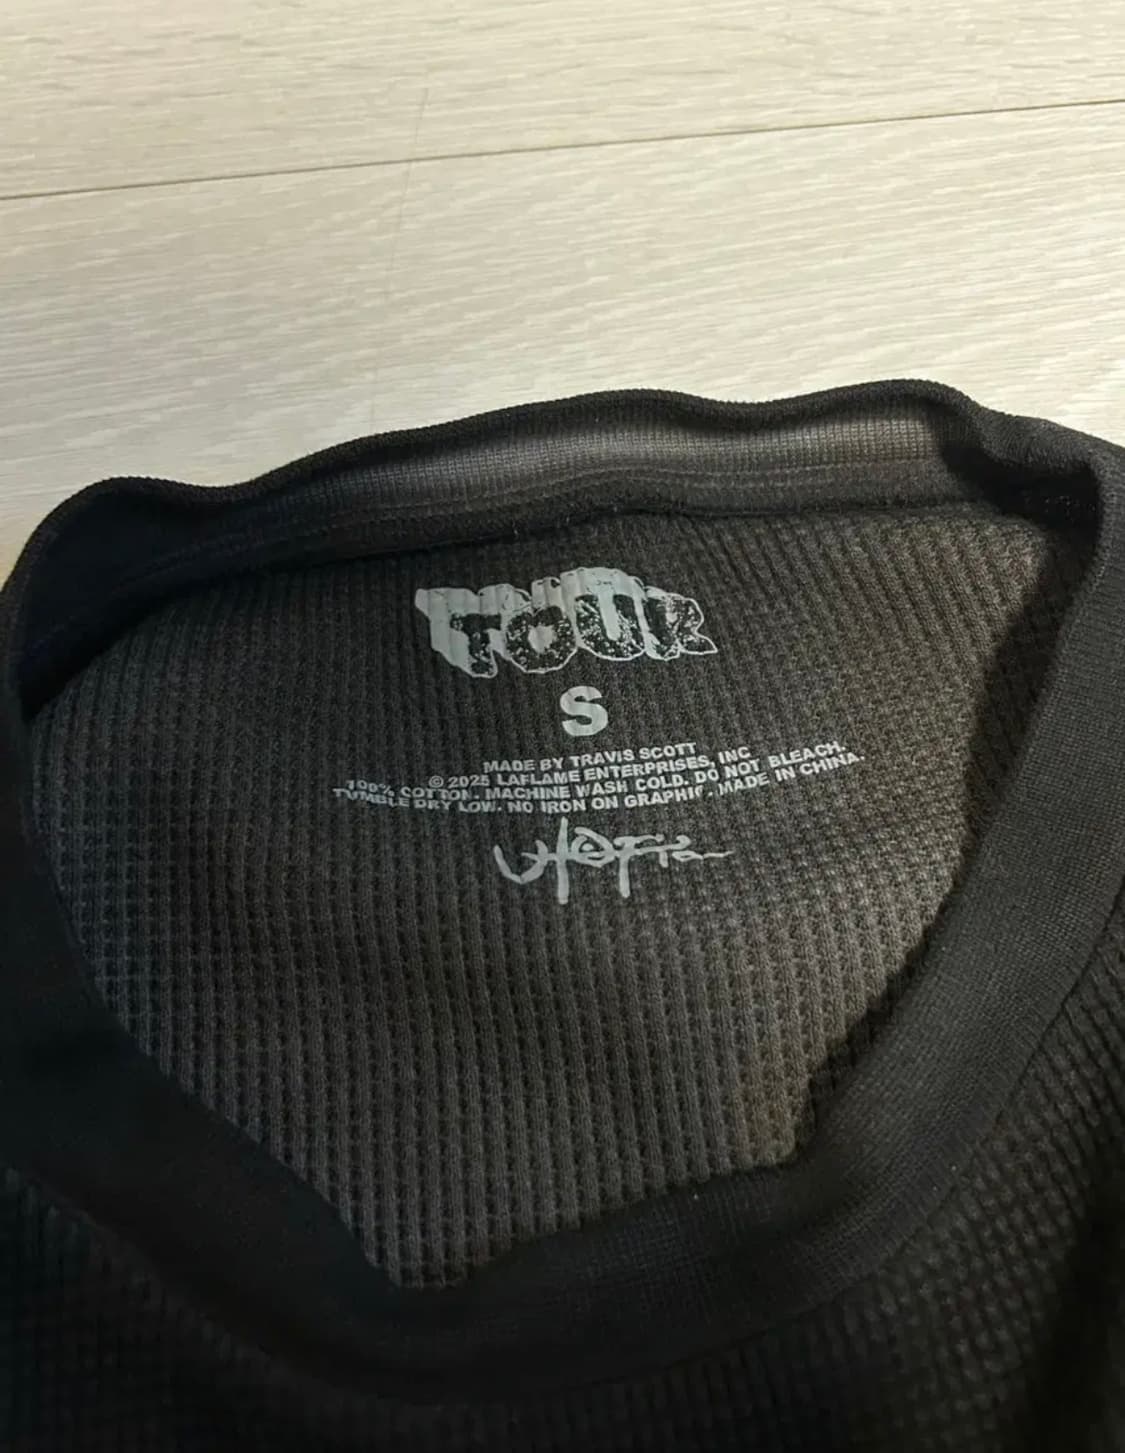 TOUR
S
MADE BY TRAVIS SCOTT
© 2025 LAFLAME ENTERPRISES, INC
100% COTTON. MACHINE WASH COLD. DO NOT BLEACH.
TUMBLE DRY LOW. NO IRON ON GRAPHIC. MADE IN CHINA.
UTOPIA